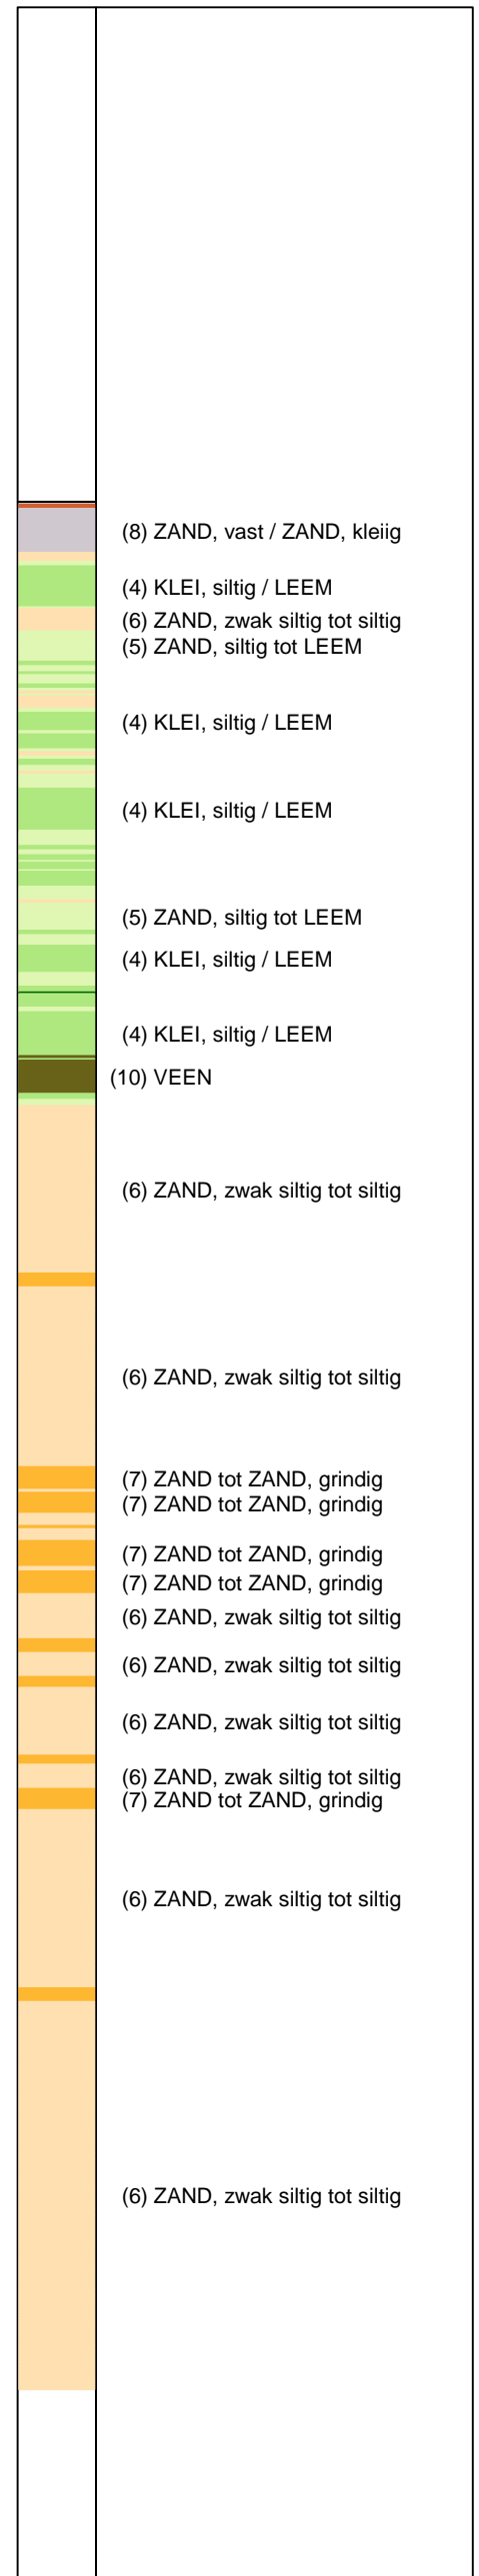 (8) ZAND, vast / ZAND, kleiig
(4) KLEI, siltig / LEEM
(6) ZAND, zwak siltig tot siltig
(5) ZAND, siltig tot LEEM
(4) KLEI, siltig / LEEM
(4) KLEI, siltig / LEEM
(5) ZAND, siltig tot LEEM
(4) KLEI, siltig / LEEM
(4) KLEI, siltig / LEEM
(10) VEEN
(6) ZAND, zwak siltig tot siltig
(6) ZAND, zwak siltig tot siltig
(7) ZAND tot ZAND, grindig
(7) ZAND tot ZAND, grindig
(7) ZAND tot ZAND, grindig
(7) ZAND tot ZAND, grindig
(6) ZAND, zwak siltig tot siltig
(6) ZAND, zwak siltig tot siltig
(6) ZAND, zwak siltig tot siltig
(6) ZAND, zwak siltig tot siltig
(7) ZAND tot ZAND, grindig
(6) ZAND, zwak siltig tot siltig
(6) ZAND, zwak siltig tot siltig